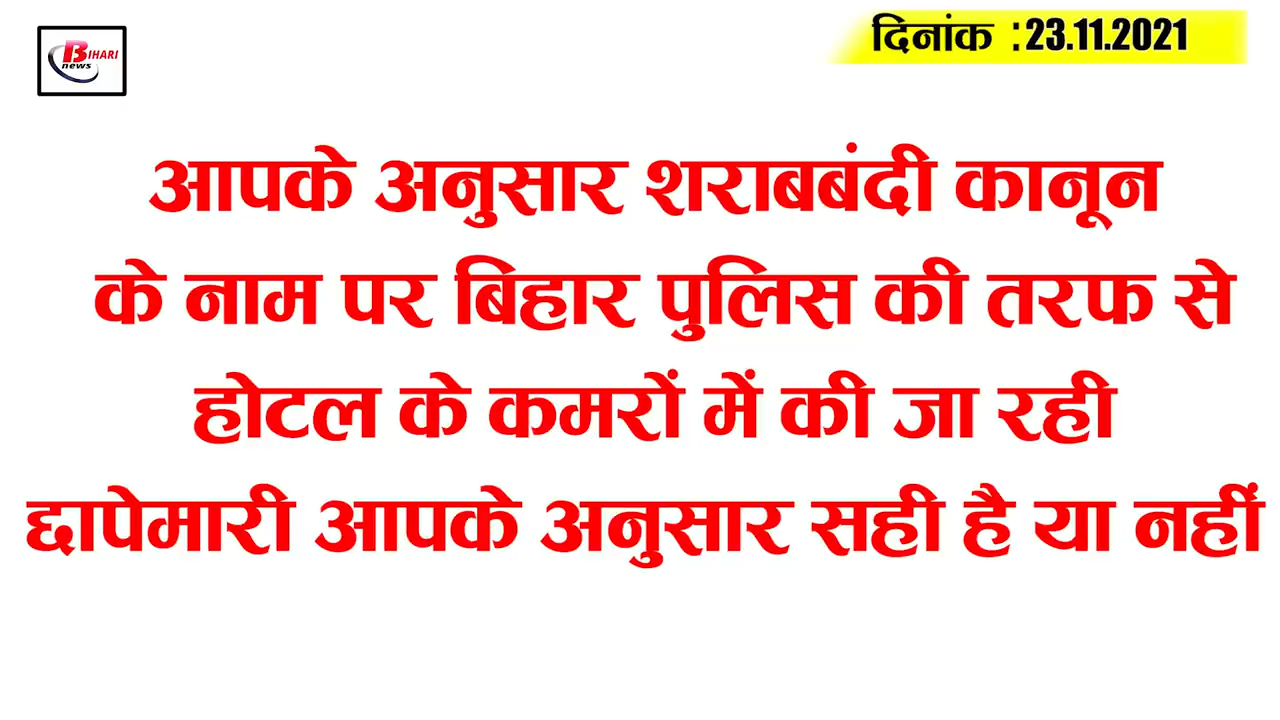 BIHARI
news
दिनांक : 23.11.2021
आपके अनुसार शराबबंदी कानून
के नाम पर बिहार पुलिस की तरफ से
होटल के कमरों में की जा रही
छापेमारी आपके अनुसार सही है या नहीं